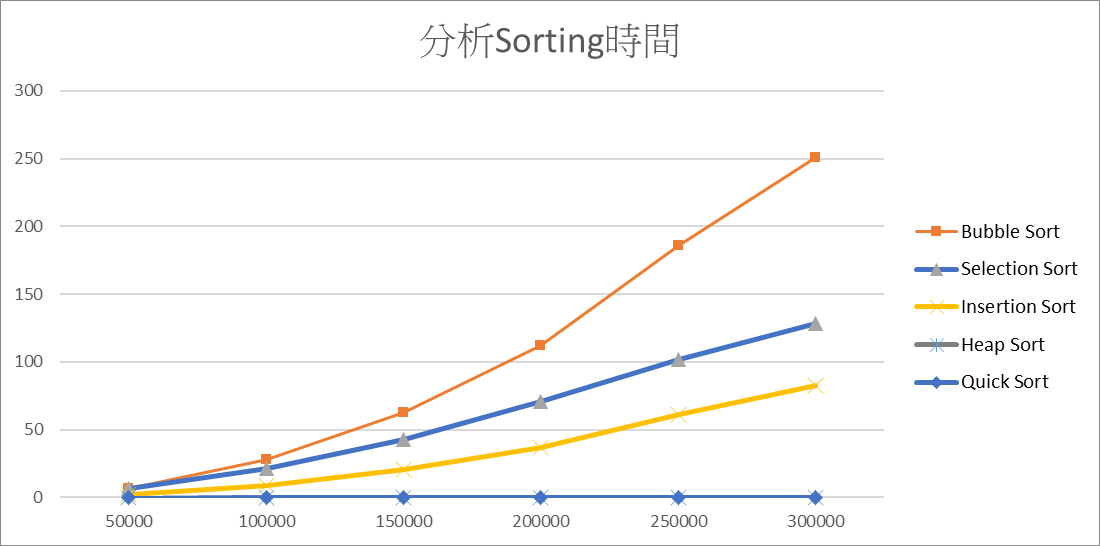 分析Sorting時間
300
250
200
150
100
50
0
50000 100000 150000 200000 250000 300000
Bubble Sort
Selection Sort
Insertion Sort
Heap Sort
Quick Sort